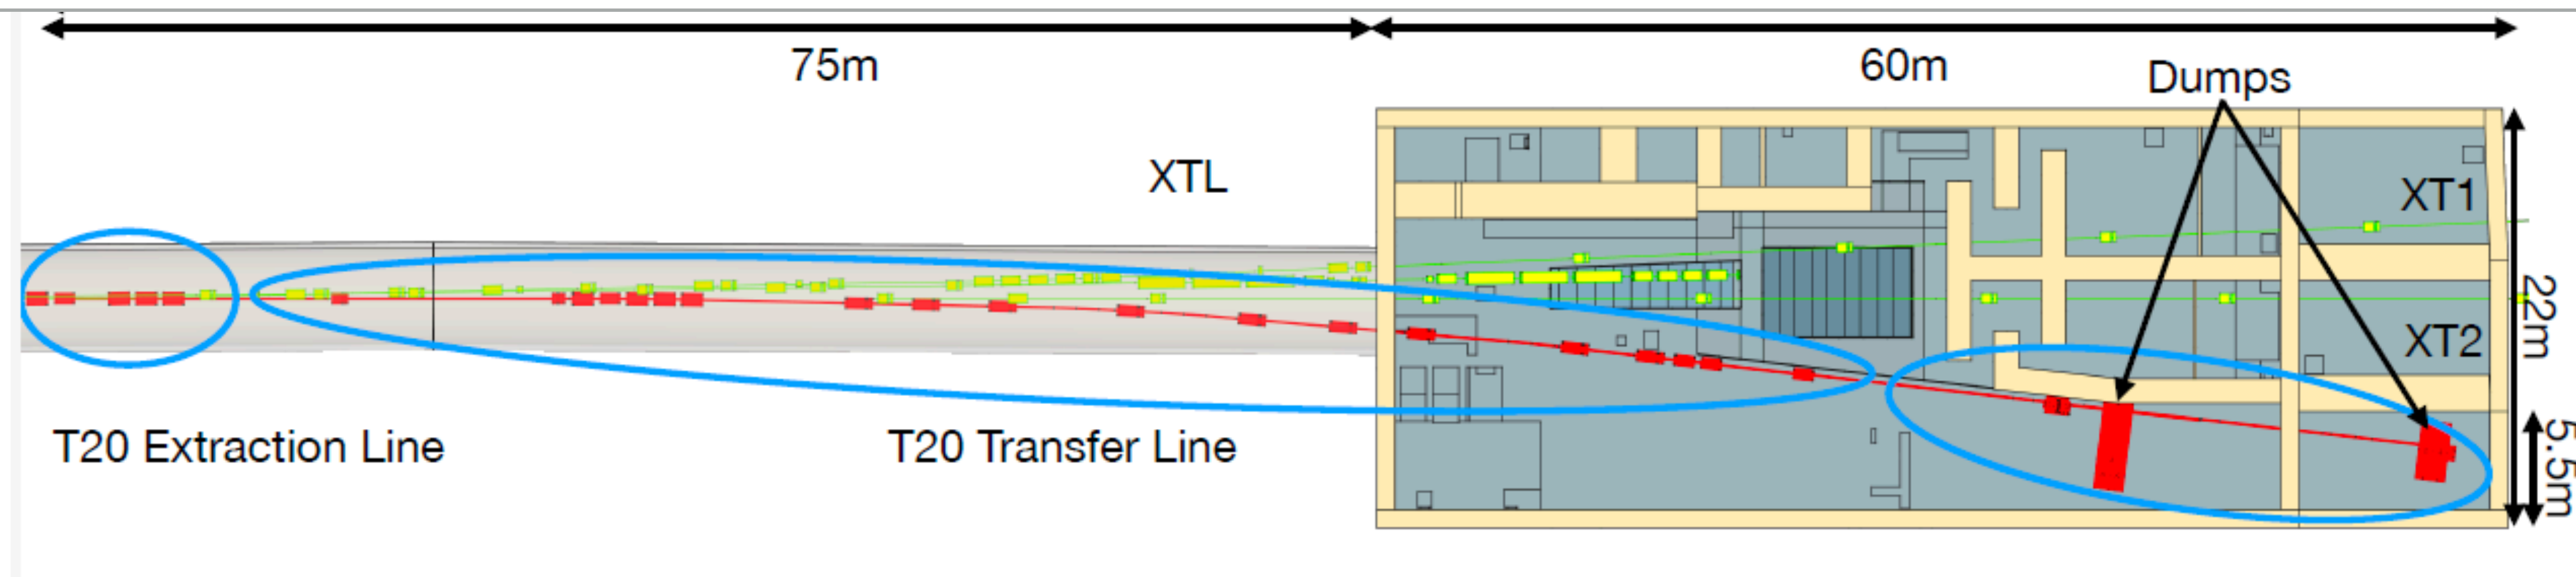 75m
60m
Dumps
XTL
XT1
22m
XT2
T20 Extraction Line
T20 Transfer Line
5.5m